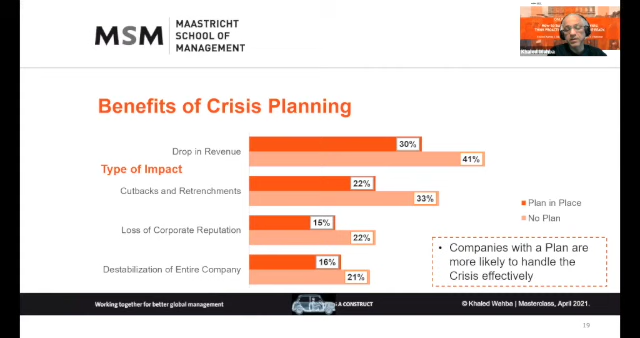 MSM
MAASTRICHT
SCHOOL OF
MANAGEMENT
Khaled Wahba
Benefits of Crisis Planning
Type of Impact
Drop in Revenue
30%
41%
Cutbacks and Retrenchments
22%
33%
Loss of Corporate Reputation
15%
22%
Destabilization of Entire Company
16%
21%
Plan in Place
No Plan
• Companies with a Plan are
more likely to handle the
Crisis effectively
Working together for better global management
A CONSTRUCT
© Khaled Wahba | Masterclass, April 2021.
19